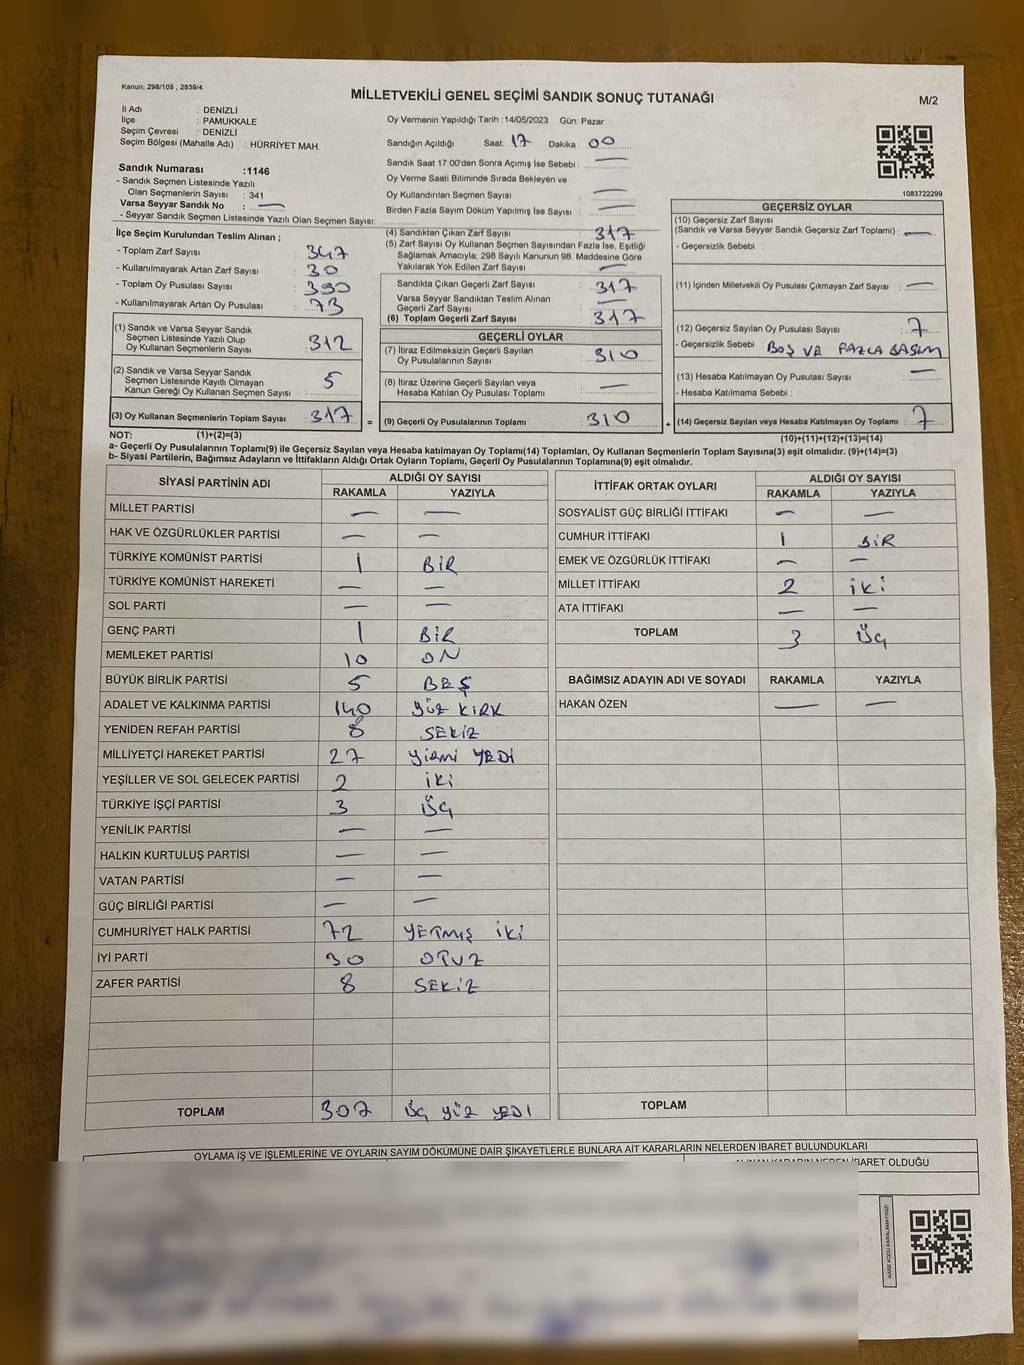 Kanun: 298/105 , 2839/4
MİLLETVEKİLİ GENEL SEÇİMİ SANDIK SONUÇ TUTANAĞI
M/2
İl Adı : DENİZLİ
İlçe : PAMUKKALE
Seçim Çevresi : DENİZLİ
Seçim Bölgesi (Mahalle Adı) : HÜRRİYET MAH.
Oy Vermenin Yapıldığı Tarih : 14/05/2023 Gün: Pazar
Sandığın Açıldığı Saat: 17 Dakika : 00
Sandık Saat 17:00'den Sonra Açımış İse Sebebi : —
Oy Verme Saati Bitiminde Sırada Bekleyen ve
Oy Kullandırılan Seçmen Sayısı : —
Birden Fazla Sayım Döküm Yapılmış İse Sayısı : —
1083722299
Sandık Numarası :1146
- Sandık Seçmen Listesinde Yazılı
Olan Seçmenlerin Sayısı : 341
Varsa Seyyar Sandık No : —
- Seyyar Sandık Seçmen Listesinde Yazılı Olan Seçmen Sayısı:
İlçe Seçim Kurulundan Teslim Alınan ;
- Toplam Zarf Sayısı : 347
- Kullanılmayarak Artan Zarf Sayısı : 30
- Toplam Oy Pusulası Sayısı : 390
- Kullanılmayarak Artan Oy Pusulası : 73
(1) Sandık ve Varsa Seyyar Sandık
Seçmen Listesinde Yazılı Olup
Oy Kullanan Seçmenlerin Sayısı : 312
(2) Sandık ve Varsa Seyyar Sandık
Seçmen Listesinde Kayıtlı Olmayan
Kanun Gereği Oy Kullanan Seçmen Sayısı : 5
(3) Oy Kullanan Seçmenlerin Toplam Sayısı : 317 =
(4) Sandıktan Çıkan Zarf Sayısı : 317
(5) Zarf Sayısı Oy Kullanan Seçmen Sayısından Fazla İse, Eşitliği
Sağlamak Amacıyla; 298 Sayılı Kanunun 98. Maddesine Göre
Yakılarak Yok Edilen Zarf Sayısı : —
Sandıkta Çıkan Geçerli Zarf Sayısı : 317
Varsa Seyyar Sandıktan Teslim Alınan
Geçerli Zarf Sayısı : —
(6) Toplam Geçerli Zarf Sayısı : 317
GEÇERLİ OYLAR
(7) İtiraz Edilmeksizin Geçerli Sayılan
Oy Pusulalarının Sayısı : 310
(8) İtiraz Üzerine Geçerli Sayılan veya
Hesaba Katılan Oy Pusulası Toplamı : —
(9) Geçerli Oy Pusulalarının Toplamı : 310 +
GEÇERSİZ OYLAR
(10) Geçersiz Zarf Sayısı
(Sandık ve Varsa Seyyar Sandık Geçersiz Zarf Toplamı) : —
- Geçersizlik Sebebi :
(11) İçinden Milletvekili Oy Pusulası Çıkmayan Zarf Sayısı : —
(12) Geçersiz Sayılan Oy Pusulası Sayısı : 7
- Geçersizlik Sebebi : BOŞ VE FAZLA BASIM
(13) Hesaba Katılmayan Oy Pusulası Sayısı : —
- Hesaba Katılmama Sebebi :
(14) Geçersiz Sayılan veya Hesaba Katılmayan Oy Toplamı : 7
NOT: (1)+(2)=(3)
(10)+(11)+(12)+(13)=(14)
a- Geçerli Oy Pusulalarının Toplamı(9) ile Geçersiz Sayılan veya Hesaba katılmayan Oy Toplamı(14) Toplamları, Oy Kullanan Seçmenlerin Toplam Sayısına(3) eşit olmalıdır. (9)+(14)=(3)
b- Siyasi Partilerin, Bağımsız Adayların ve İttifakların Aldığı Ortak Oyların Toplamı, Geçerli Oy Pusulalarının Toplamına(9) eşit olmalıdır.
SİYASİ PARTİNİN ADI ALDIĞI OY SAYISI
RAKAMLA YAZIYLA
MİLLET PARTİSİ — —
HAK VE ÖZGÜRLÜKLER PARTİSİ — —
TÜRKİYE KOMÜNİST PARTİSİ 1 BİR
TÜRKİYE KOMÜNİST HAREKETİ — —
SOL PARTİ — —
GENÇ PARTİ 1 BİR
MEMLEKET PARTİSİ 10 ON
BÜYÜK BİRLİK PARTİSİ 5 BEŞ
ADALET VE KALKINMA PARTİSİ 140 YÜZ KIRK
YENİDEN REFAH PARTİSİ 8 SEKİZ
MİLLİYETÇİ HAREKET PARTİSİ 27 YİRMİ YEDİ
YEŞİLLER VE SOL GELECEK PARTİSİ 2 İKİ
TÜRKİYE İŞÇİ PARTİSİ 3 ÜÇ
YENİLİK PARTİSİ — —
HALKIN KURTULUŞ PARTİSİ — —
VATAN PARTİSİ — —
GÜÇ BİRLİĞİ PARTİSİ — —
CUMHURİYET HALK PARTİSİ 72 YETMİŞ İKİ
İYİ PARTİ 30 OTUZ
ZAFER PARTİSİ 8 SEKİZ
TOPLAM 307 ÜÇ YÜZ YEDİ
İTTİFAK ORTAK OYLARI ALDIĞI OY SAYISI
RAKAMLA YAZIYLA
SOSYALİST GÜÇ BİRLİĞİ İTTİFAKI — —
CUMHUR İTTİFAKI 1 BİR
EMEK VE ÖZGÜRLÜK İTTİFAKI — —
MİLLET İTTİFAKI 2 İKİ
ATA İTTİFAKI — —
TOPLAM 3 ÜÇ
BAĞIMSIZ ADAYIN ADI VE SOYADI RAKAMLA YAZIYLA
HAKAN ÖZEN — —
TOPLAM
OYLAMA İŞ VE İŞLEMLERİNE VE OYLARIN SAYIM DÖKÜMÜNE DAİR ŞİKAYETLERLE BUNLARA AİT KARARLARIN NELERDEN İBARET BULUNDUKLARI
ALINAN KARARIN NEDEN İBARET OLDUĞU
KARE KODU KARALAMAYINIZ!